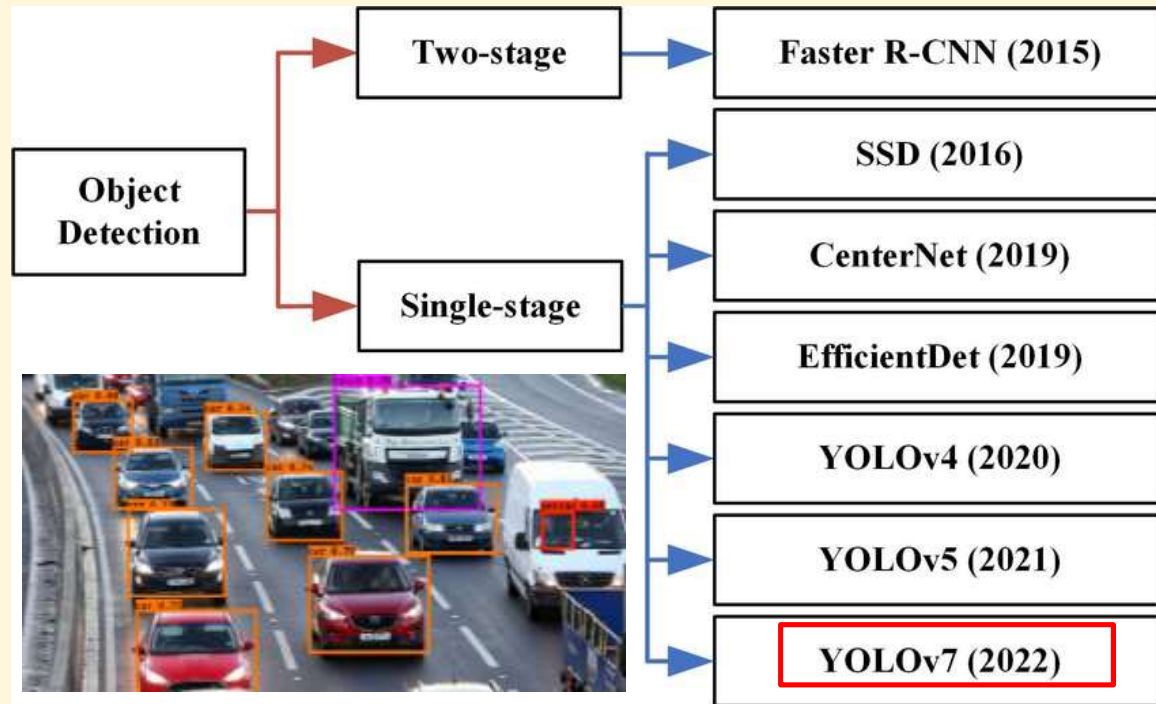 Two-stage
Faster R-CNN (2015)
SSD (2016)
Object
Detection
CenterNet (2019)
Single-stage
EfficientDet (2019)
YOLOv4 (2020)
YOLOv5 (2021)
YOLOv7 (2022)